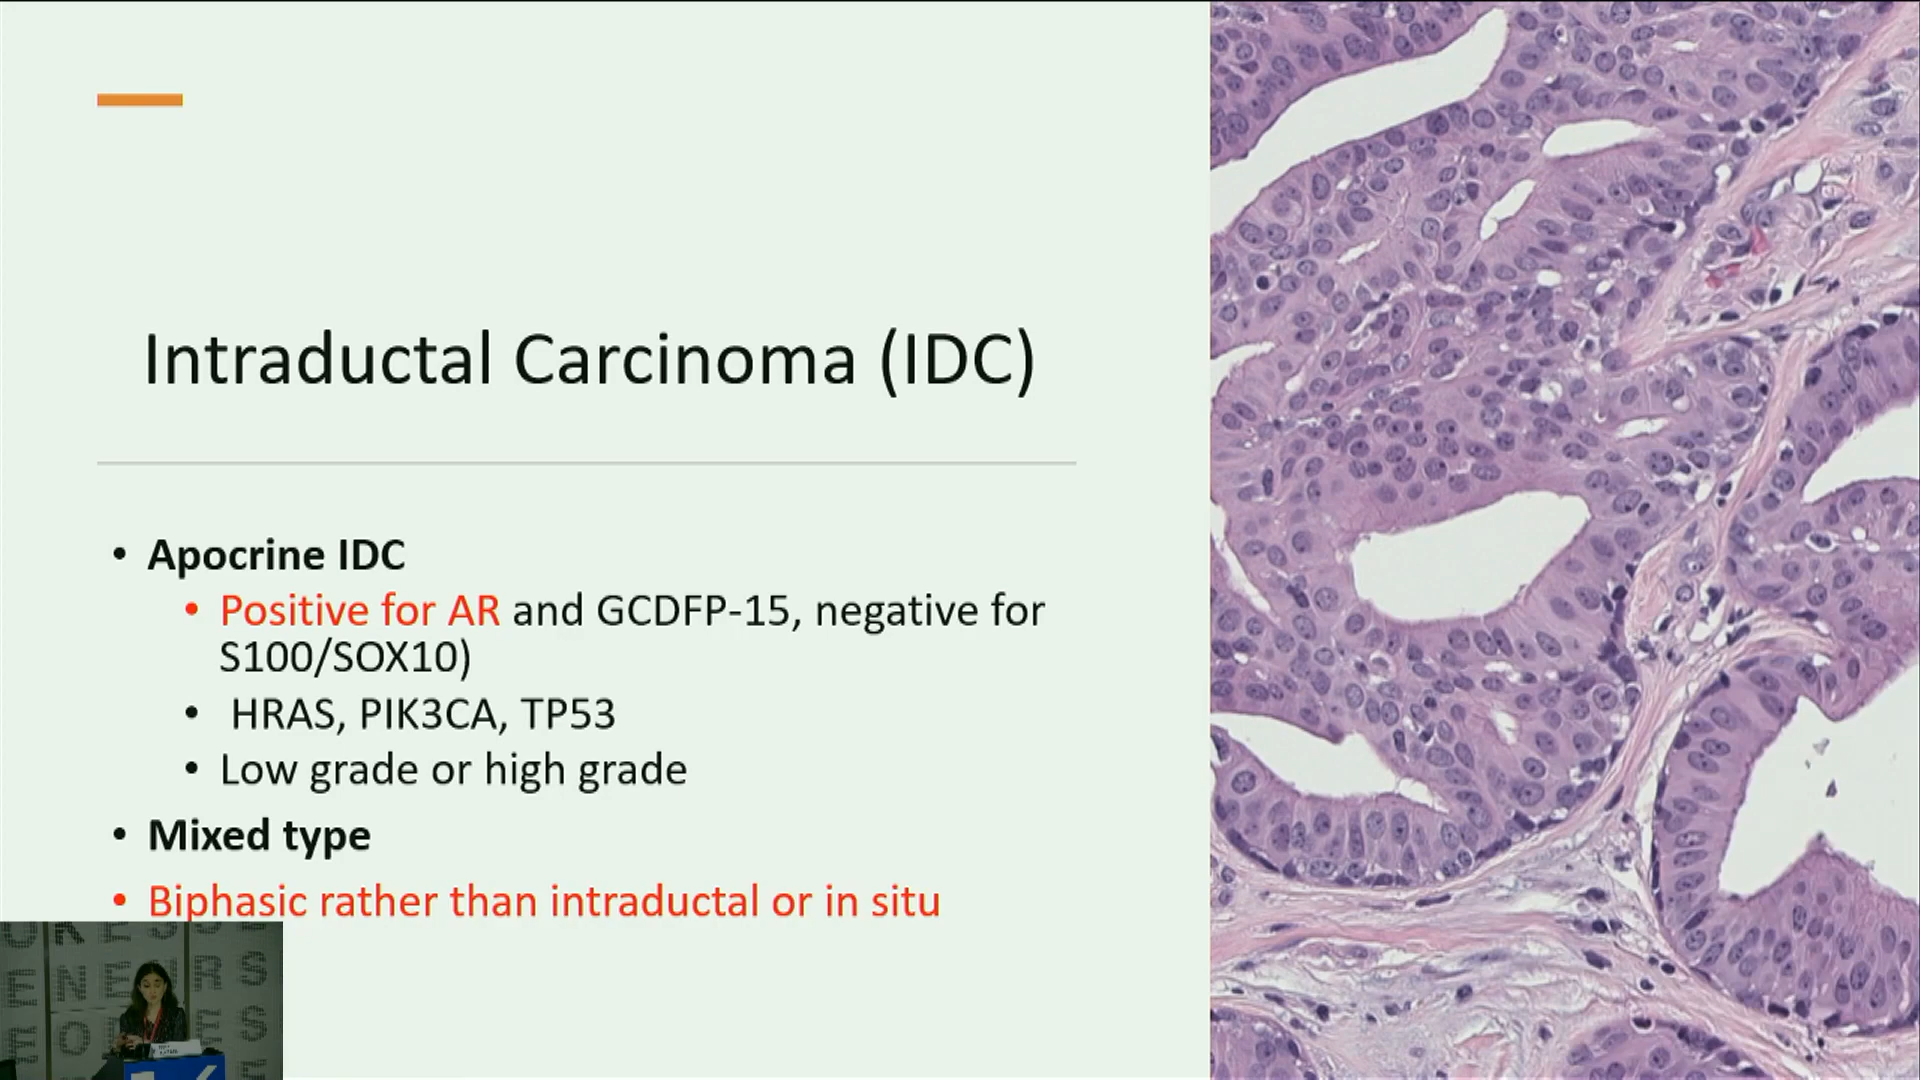 Intraductal Carcinoma (IDC)
• Apocrine IDC
• Positive for AR and GCDFP-15, negative for
S100/SOX10)
• HRAS, PIK3CA, TP53
• Low grade or high grade
• Mixed type
• Biphasic rather than intraductal or in situ